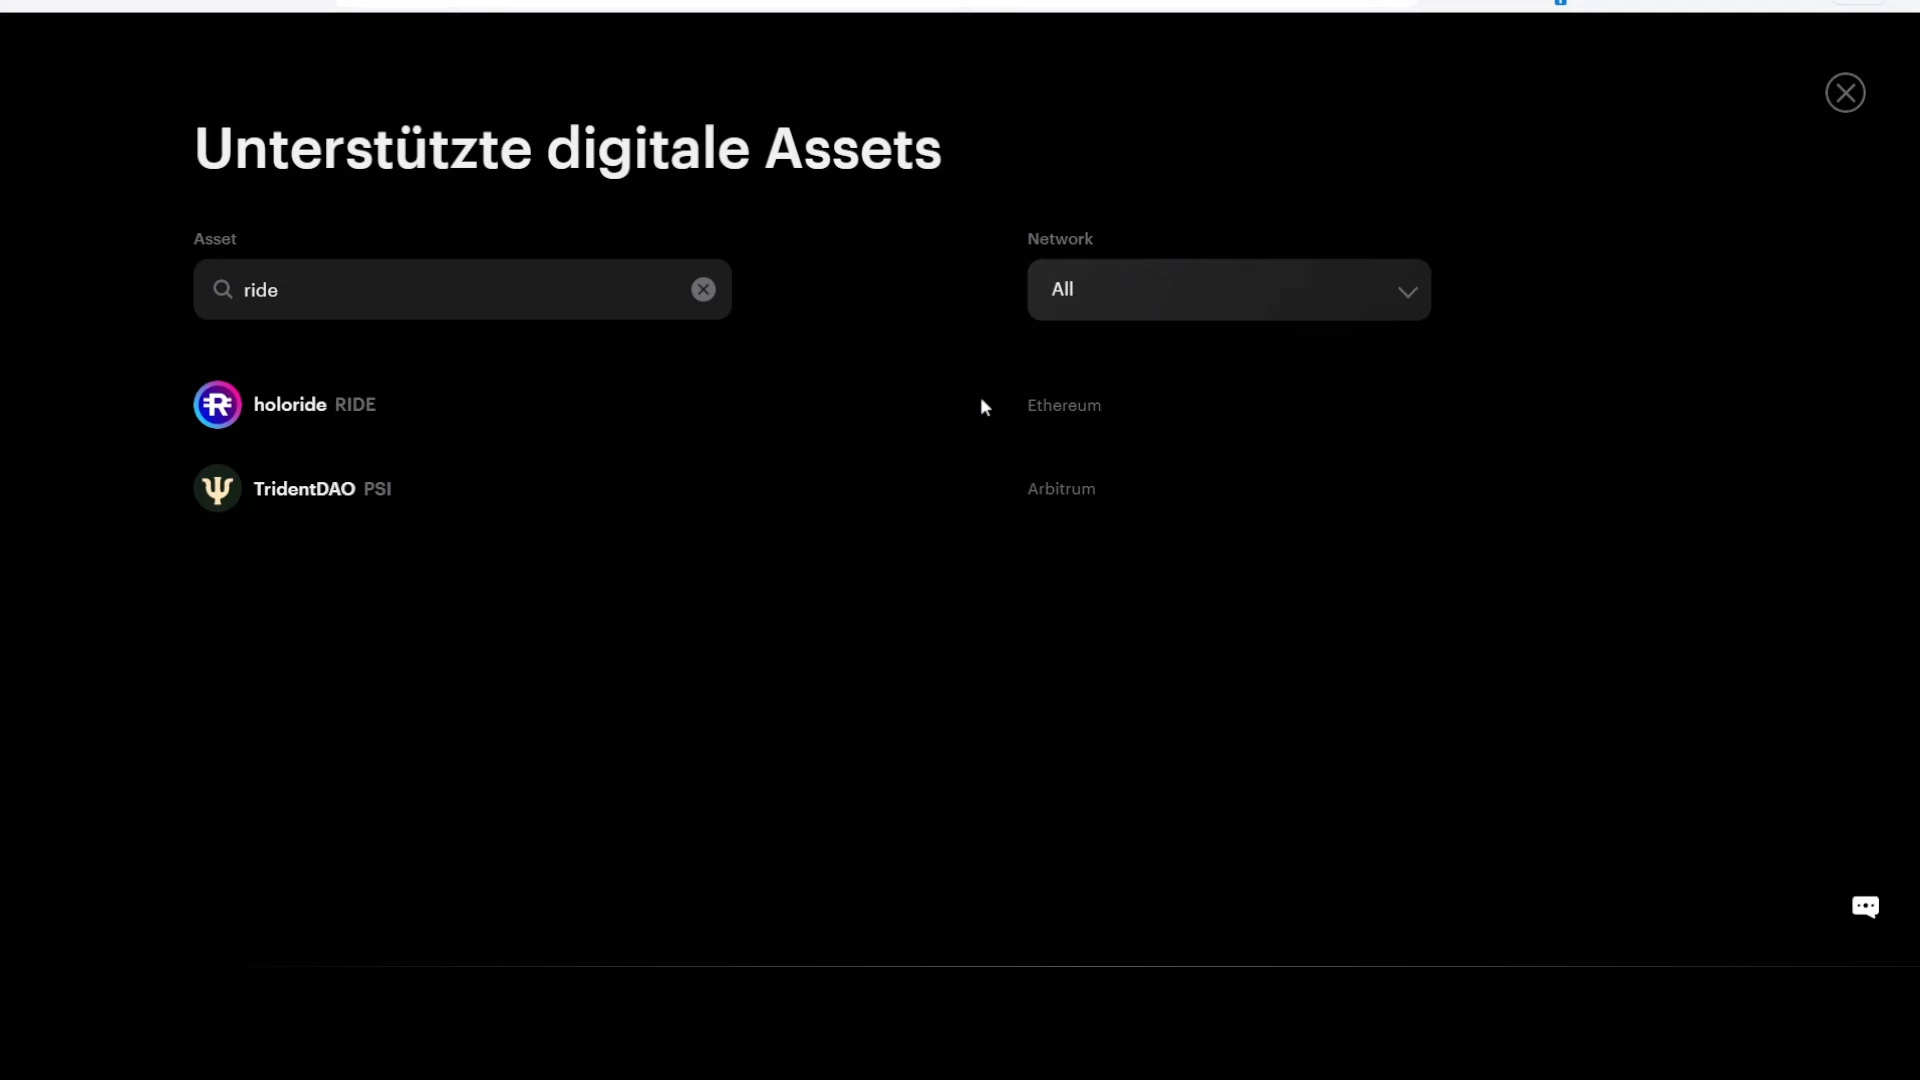 Unterstützte digitale Assets
Asset
Network
ride
All
holoride RIDE
Ethereum
TridentDAO PSI
Arbitrum